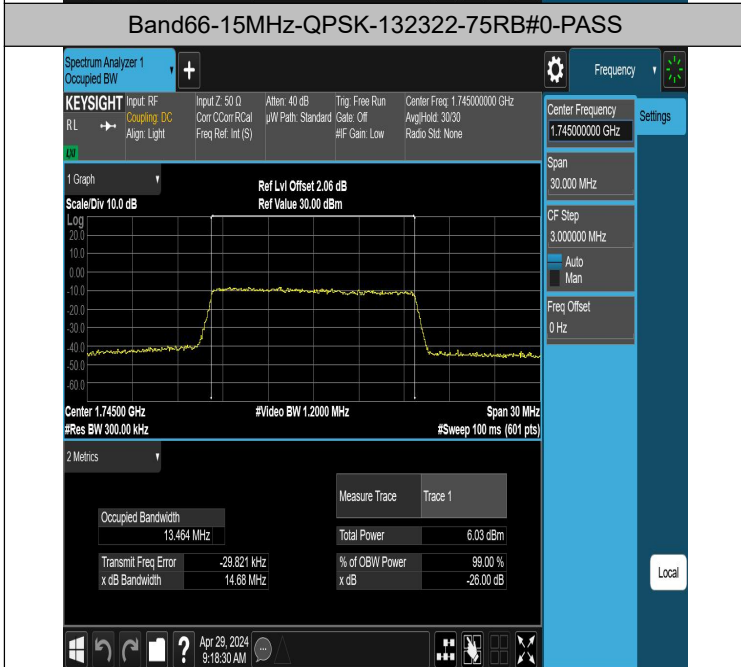 Band66-15MHz-QPSK-132322-75RB#0-PASS
Spectrum Analyzer 1
Occupied BW
+
Frequency
KEYSIGHT
RL
Input: RF
Coupling: DC
Align: Light
Input Z: 50 Ω
Corr CCorr RCal
Freq Ref: Int (S)
Atten: 40 dB
µW Path: Standard
Trig: Free Run
Gate: Off
#IF Gain: Low
Center Freq: 1.745000000 GHz
Avg|Hold: 30/30
Radio Std: None
Center Frequency
1.745000000 GHz
Settings
Span
30.000 MHz
CF Step
3.000000 MHz
Auto
Man
Freq Offset
0 Hz
1 Graph
Scale/Div 10.0 dB
Ref Lvl Offset 2.06 dB
Ref Value 30.00 dBm
Log
20.0
10.0
0.00
-10.0
-20.0
-30.0
-40.0
-50.0
-60.0
Center 1.74500 GHz
#Res BW 300.00 kHz
#Video BW 1.2000 MHz
Span 30 MHz
#Sweep 100 ms (601 pts)
2 Metrics
Measure Trace Trace 1
Occupied Bandwidth
13.464 MHz
Total Power 6.03 dBm
Transmit Freq Error -29.821 kHz
% of OBW Power 99.00 %
x dB Bandwidth 14.68 MHz
x dB -26.00 dB
Local
?
Apr 29, 2024
9:18:30 AM